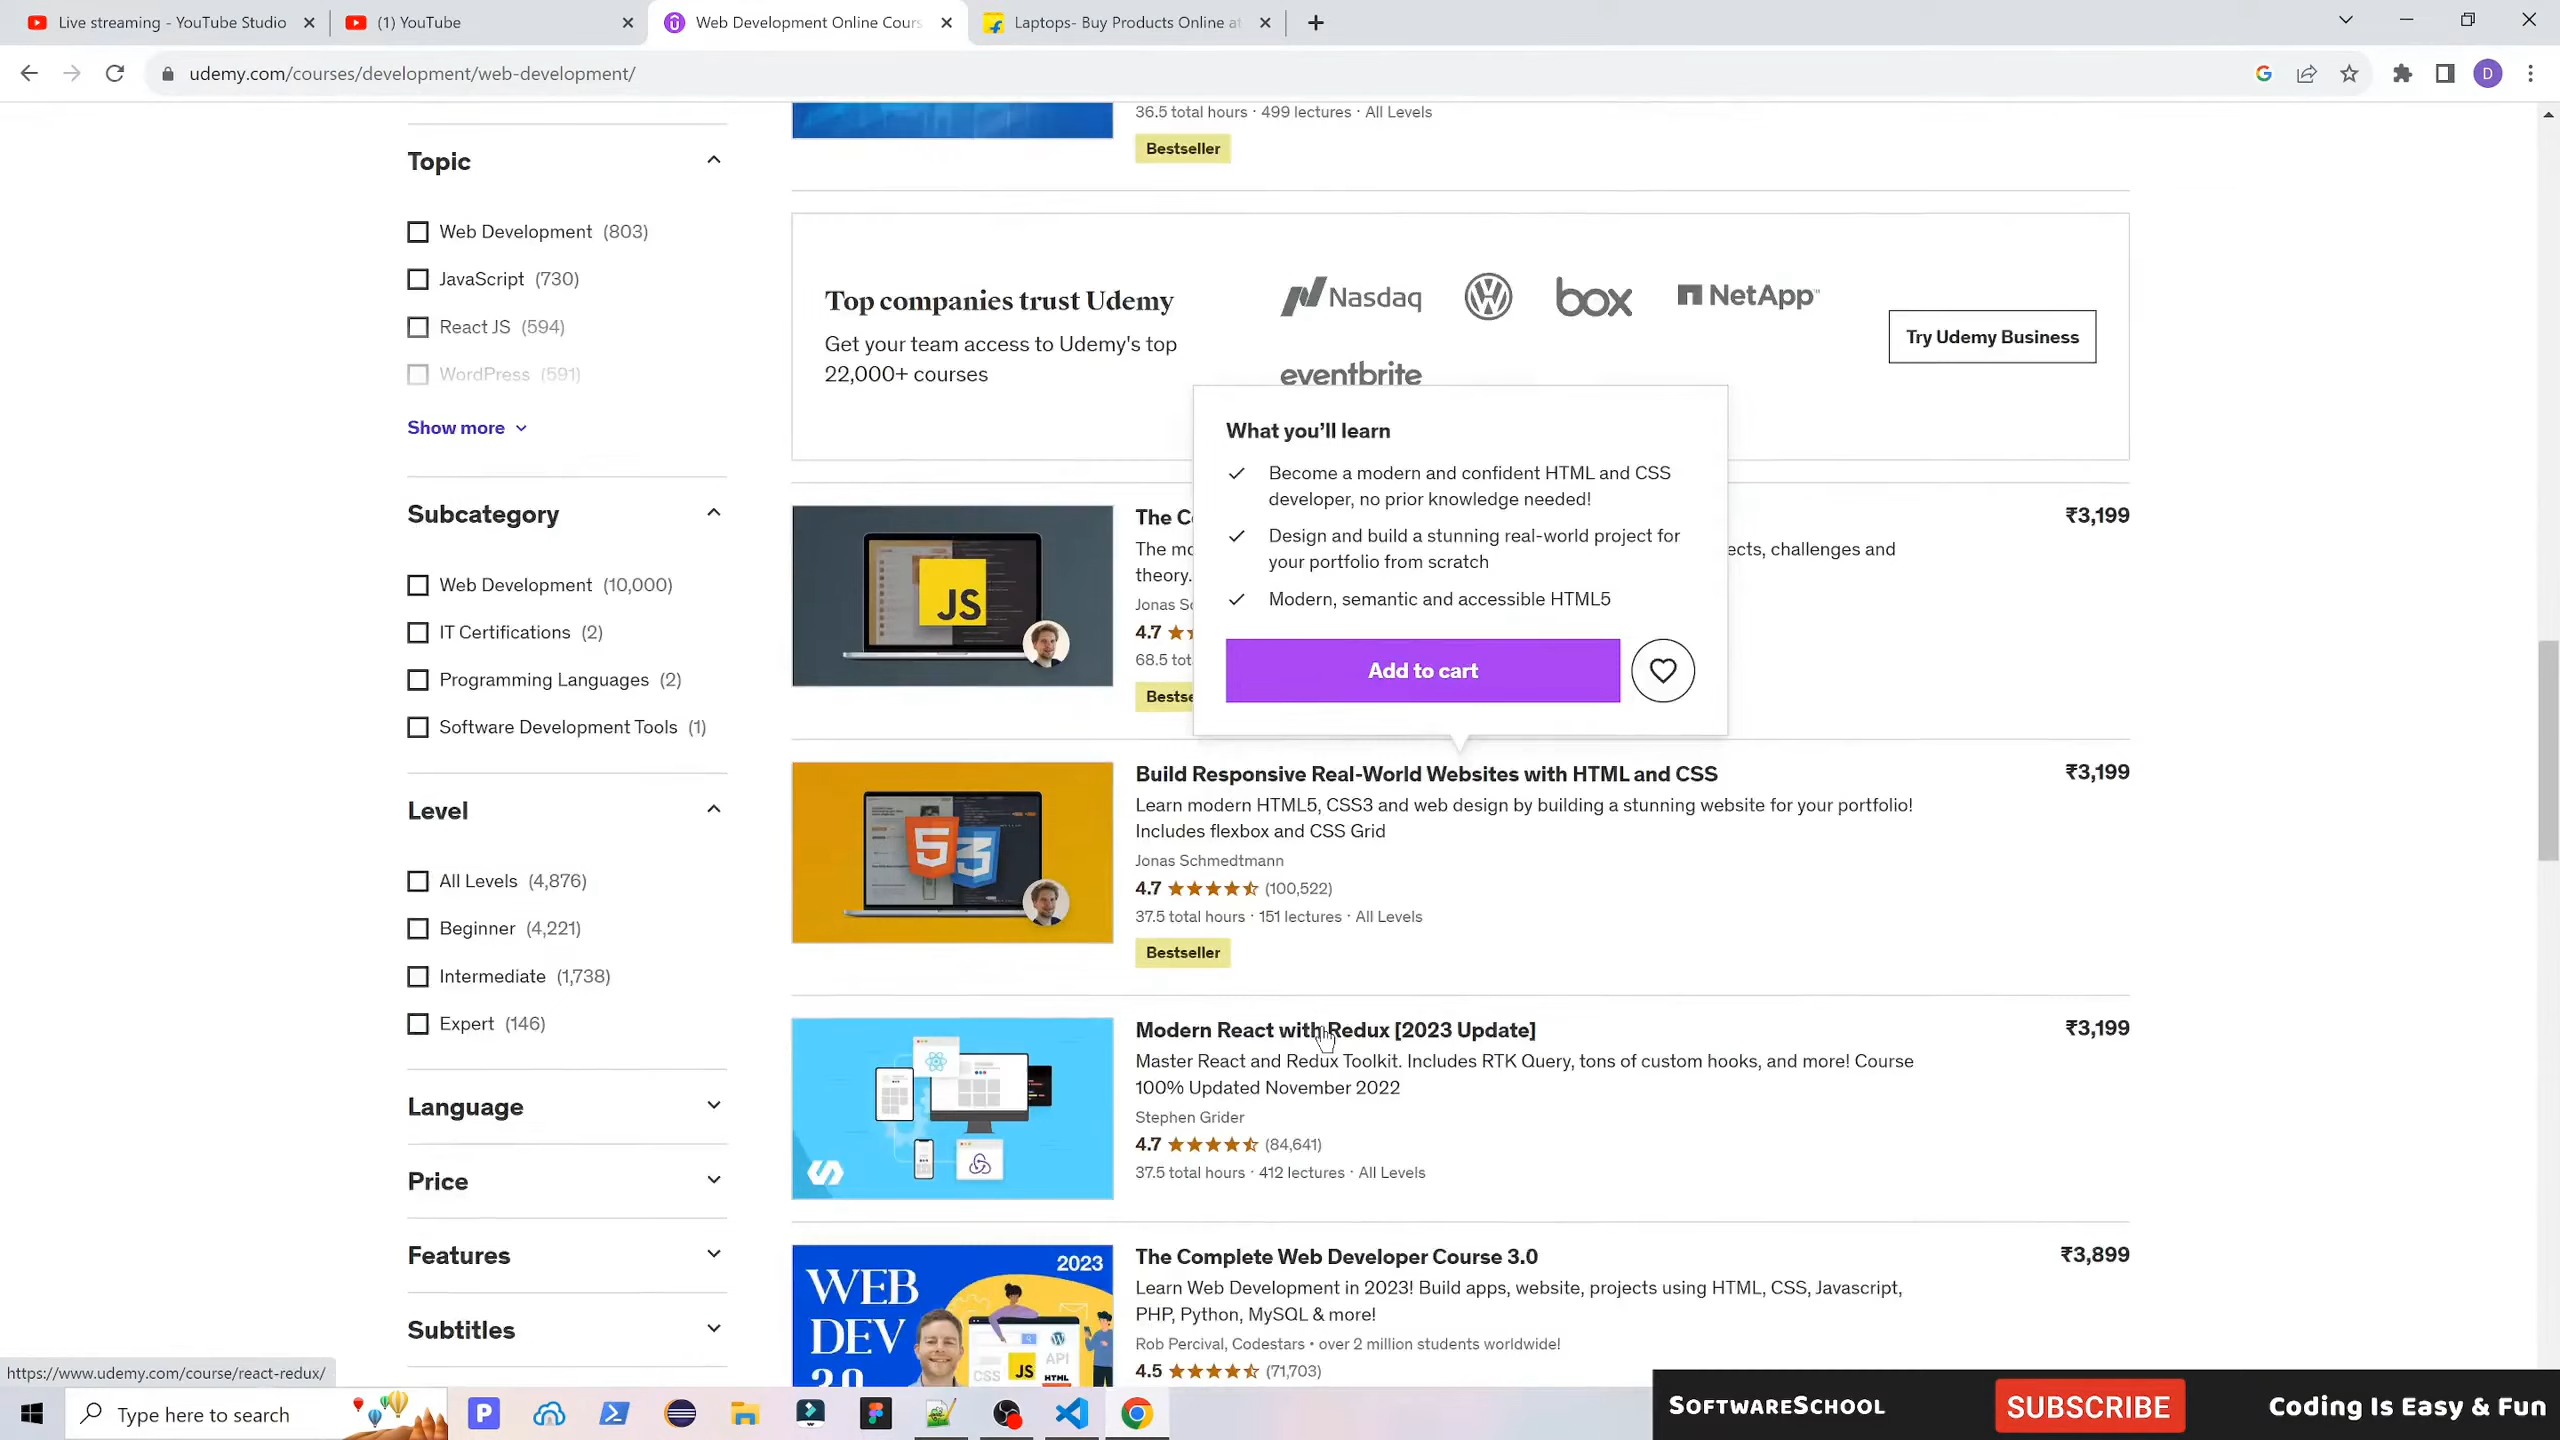 Live streaming - YouTube Studio
(1) YouTube
Web Development Online Cours
Laptops- Buy Products Online at
udemy.com/courses/development/web-development/
D
Topic
Web Development (803)
JavaScript (730)
React JS (594)
WordPress (591)
Show more
Subcategory
Web Development (10,000)
IT Certifications (2)
Programming Languages (2)
Software Development Tools (1)
Level
All Levels (4,876)
Beginner (4,221)
Intermediate (1,738)
Expert (146)
Language
Price
Features
Subtitles
36.5 total hours · 499 lectures · All Levels
Bestseller
Top companies trust Udemy
Get your team access to Udemy's top
22,000+ courses
Nasdaq
box
NetApp
eventbrite
Try Udemy Business
What you'll learn
Become a modern and confident HTML and CSS
developer, no prior knowledge needed!
Design and build a stunning real-world project for
your portfolio from scratch
Modern, semantic and accessible HTML5
Add to cart
JS
The C
₹3,199
The mo
ects, challenges and
theory.
Jonas Sc
4.7
68.5 tot
Bestse
5 3
Build Responsive Real-World Websites with HTML and CSS
₹3,199
Learn modern HTML5, CSS3 and web design by building a stunning website for your portfolio!
Includes flexbox and CSS Grid
Jonas Schmedtmann
4.7 (100,522)
37.5 total hours · 151 lectures · All Levels
Bestseller
Modern React with Redux [2023 Update]
₹3,199
Master React and Redux Toolkit. Includes RTK Query, tons of custom hooks, and more! Course
100% Updated November 2022
Stephen Grider
4.7 (84,641)
37.5 total hours · 412 lectures · All Levels
2023
WEB
DEV
3.0
API
CSS
JS
HTML
The Complete Web Developer Course 3.0
₹3,899
Learn Web Development in 2023! Build apps, website, projects using HTML, CSS, Javascript,
PHP, Python, MySQL & more!
Rob Percival, Codestars • over 2 million students worldwide!
4.5 (71,703)
https://www.udemy.com/course/react-redux/
Type here to search
P
SOFTWARESCHOOL
SUBSCRIBE
Coding Is Easy & Fun